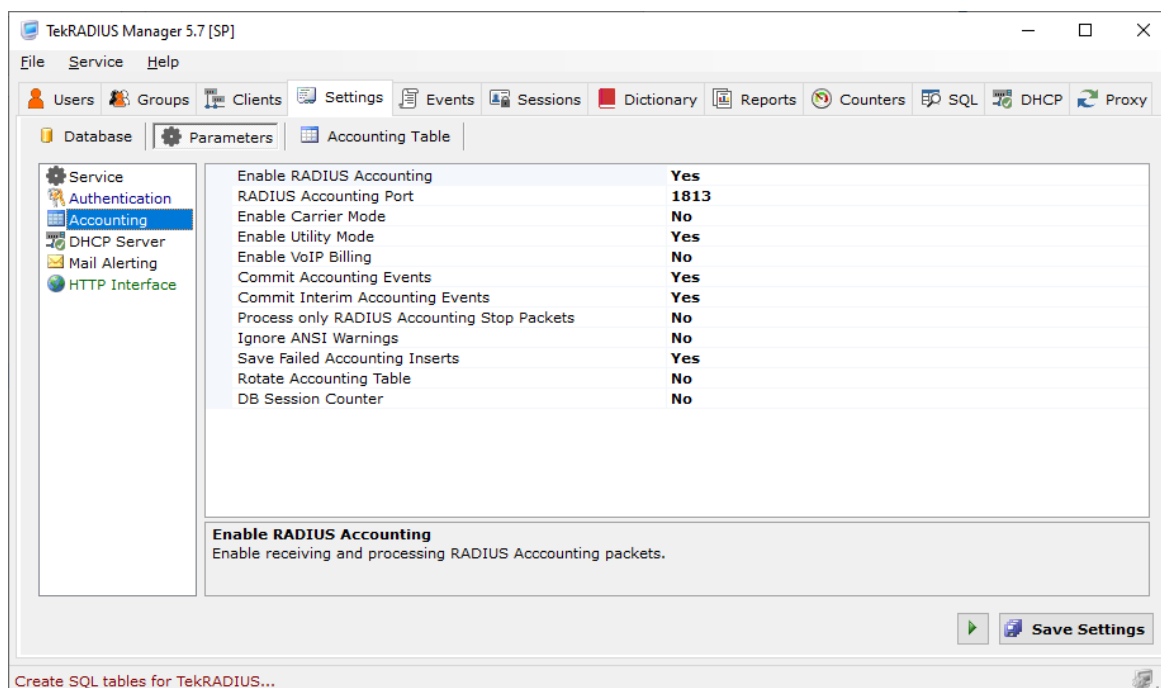 TekRADIUS Manager 5.7 [SP]
File Service Help
Users Groups Clients Settings Events Sessions Dictionary Reports Counters SQL DHCP Proxy
Database Parameters Accounting Table
Service
Authentication
Accounting
DHCP Server
Mail Alerting
HTTP Interface
Enable RADIUS Accounting Yes
RADIUS Accounting Port 1813
Enable Carrier Mode No
Enable Utility Mode Yes
Enable VoIP Billing No
Commit Accounting Events Yes
Commit Interim Accounting Events Yes
Process only RADIUS Accounting Stop Packets No
Ignore ANSI Warnings No
Save Failed Accounting Inserts Yes
Rotate Accounting Table No
DB Session Counter No
Enable RADIUS Accounting
Enable receiving and processing RADIUS Acccounting packets.
Save Settings
Create SQL tables for TekRADIUS...